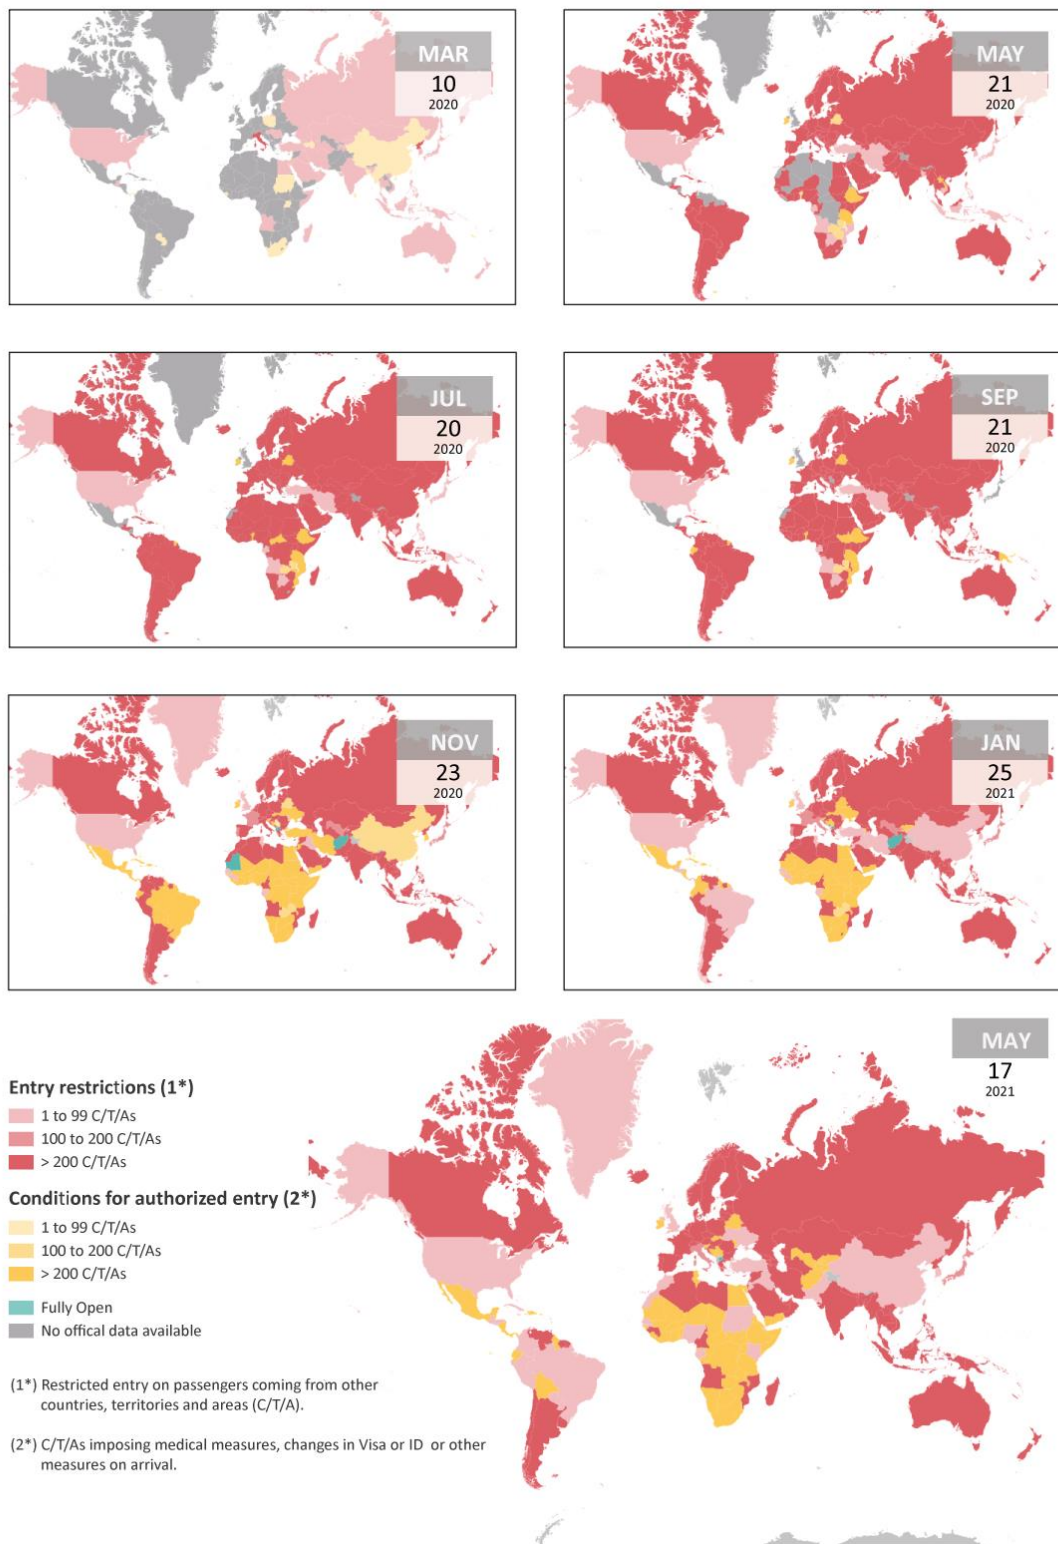 MAR
10
2020
MAY
21
2020
JUL
20
2020
SEP
21
2020
NOV
23
2020
JAN
25
2021
MAY
17
2021
Entry restrictions (1*)
1 to 99 C/T/As
100 to 200 C/T/As
> 200 C/T/As
Conditions for authorized entry (2*)
1 to 99 C/T/As
100 to 200 C/T/As
> 200 C/T/As
Fully Open
No offical data available
(1*) Restricted entry on passengers coming from other
countries, territories and areas (C/T/A).
(2*) C/T/As imposing medical measures, changes in Visa or ID or other
measures on arrival.